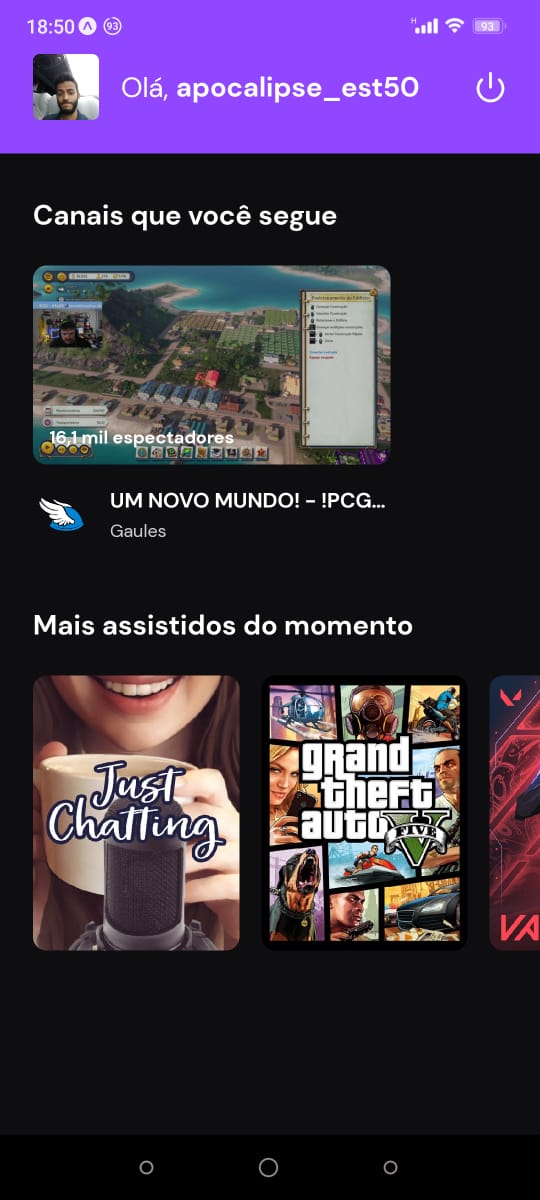 18:50
93
H
93
Olá, apocalipse_est50
Canais que você segue
16,1 mil espectadores
UM NOVO MUNDO! - !PCG...
Gaules
Mais assistidos do momento
Just
Chatting
grand
theft
auto
FIVE
V
VA